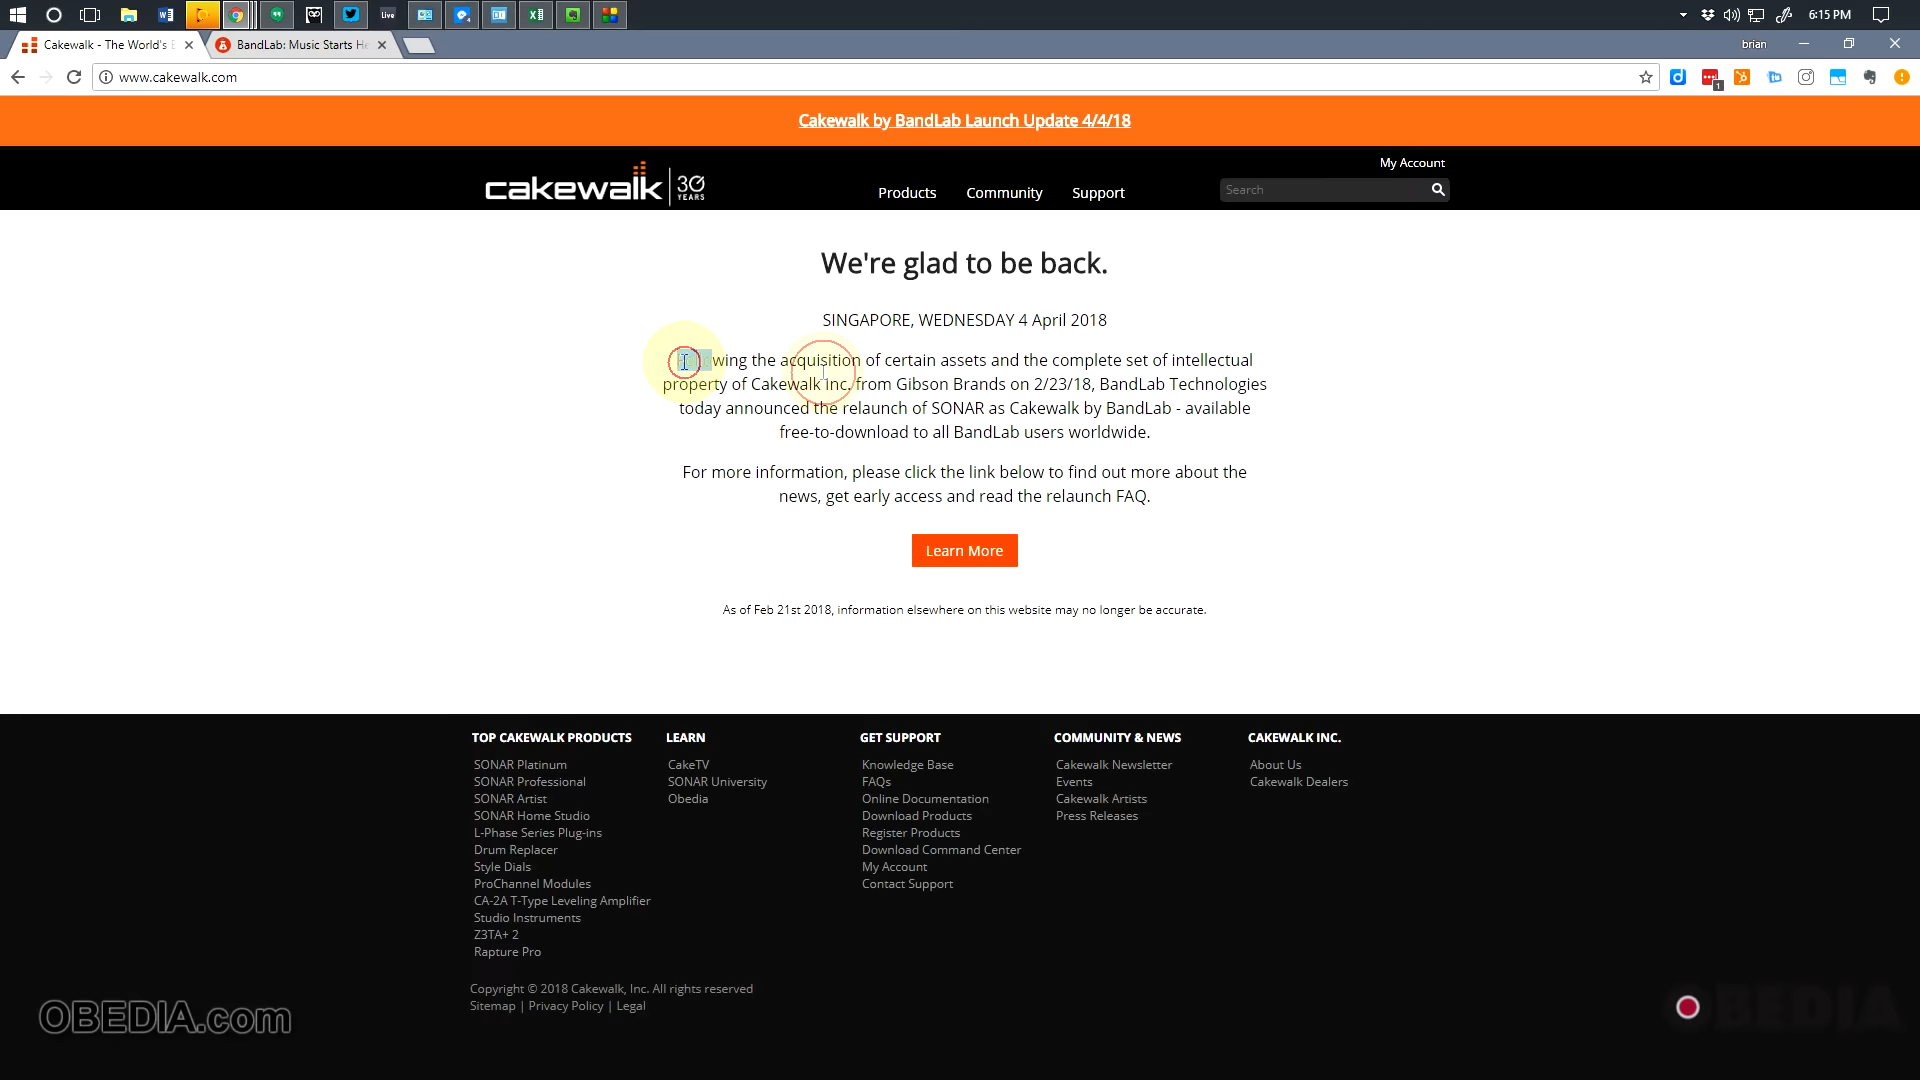 Live
6:15 PM
Cakewalk - The World's
BandLab: Music Starts He
brian
www.cakewalk.com
1
Cakewalk by BandLab Launch Update 4/4/18
My Account
cakewalk 30 YEARS
Products Community Support
Search
We're glad to be back.
SINGAPORE, WEDNESDAY 4 April 2018
Following the acquisition of certain assets and the complete set of intellectual
property of Cakewalk Inc. from Gibson Brands on 2/23/18, BandLab Technologies
today announced the relaunch of SONAR as Cakewalk by BandLab - available
free-to-download to all BandLab users worldwide.
For more information, please click the link below to find out more about the
news, get early access and read the relaunch FAQ.
Learn More
As of Feb 21st 2018, information elsewhere on this website may no longer be accurate.
TOP CAKEWALK PRODUCTS
SONAR Platinum
SONAR Professional
SONAR Artist
SONAR Home Studio
L-Phase Series Plug-ins
Drum Replacer
Style Dials
ProChannel Modules
CA-2A T-Type Leveling Amplifier
Studio Instruments
Z3TA+ 2
Rapture Pro
LEARN
CakeTV
SONAR University
Obedia
GET SUPPORT
Knowledge Base
FAQs
Online Documentation
Download Products
Register Products
Download Command Center
My Account
Contact Support
COMMUNITY & NEWS
Cakewalk Newsletter
Events
Cakewalk Artists
Press Releases
CAKEWALK INC.
About Us
Cakewalk Dealers
Copyright © 2018 Cakewalk, Inc. All rights reserved
Sitemap | Privacy Policy | Legal
OBEDIA.com
OBEDIA